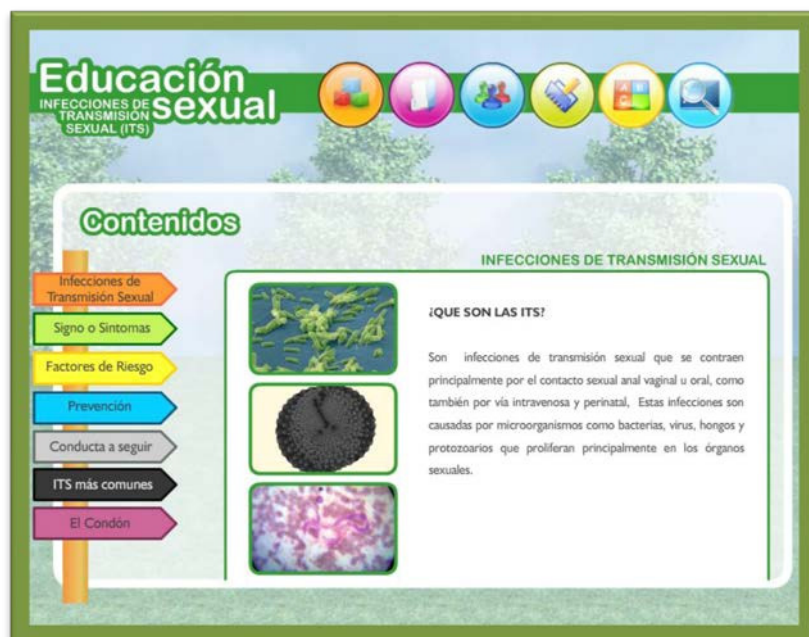 Educación
sexual
INFECCIONES DE
TRANSMISIÓN
SEXUAL (ITS)
Contenidos
Infecciones de
Transmisión Sexual
Signo o Sintomas
Factores de Riesgo
Prevención
Conducta a seguir
ITS más comunes
El Condón
INFECCIONES DE TRANSMISIÓN SEXUAL
¿QUE SON LAS ITS?
Son infecciones de transmisión sexual que se contraen
principalmente por el contacto sexual anal vaginal u oral, como
también por vía intravenosa y perinatal, Estas infecciones son
causadas por microorganismos como bacterias, virus, hongos y
protozoarios que proliferan principalmente en los órganos
sexuales.